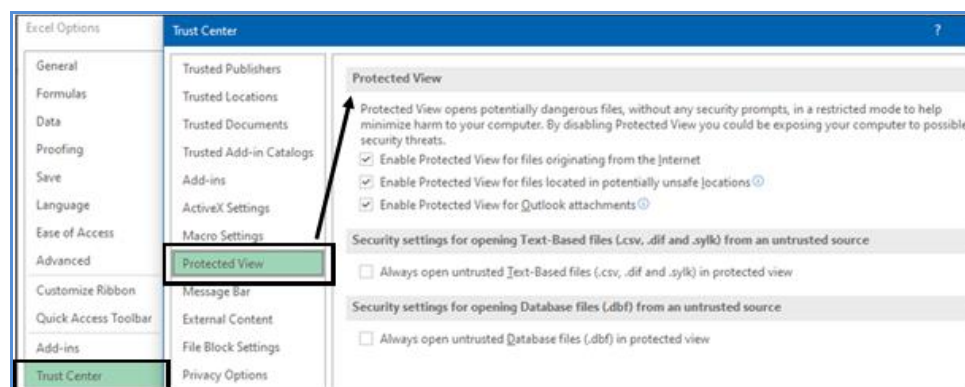 Excel Options
General
Formulas
Data
Proofing
Save
Language
Ease of Access
Advanced
Customize Ribbon
Quick Access Toolbar
Add-ins
Trust Center
Trust Center ?
Trusted Publishers
Trusted Locations
Trusted Documents
Trusted Add-in Catalogs
Add-ins
ActiveX Settings
Macro Settings
Protected View
Message Bar
External Content
File Block Settings
Privacy Options
Protected View
Protected View opens potentially dangerous files, without any security prompts, in a restricted mode to help
minimize harm to your computer. By disabling Protected View you could be exposing your computer to possible
security threats.
Enable Protected View for files originating from the Internet
Enable Protected View for files located in potentially unsafe locations
Enable Protected View for Outlook attachments
Security settings for opening Text-Based files (.csv, .dif and .sylk) from an untrusted source
Always open untrusted Text-Based files (.csv, .dif and .sylk) in protected view
Security settings for opening Database files (.dbf) from an untrusted source
Always open untrusted Database files (.dbf) in protected view